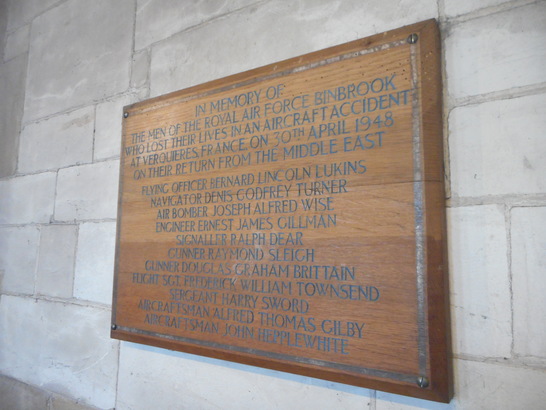 IN MEMORY OF
THE MEN OF THE ROYAL AIR FORCE BINBROOK
WHO LOST THEIR LIVES IN AN AIRCRAFT ACCIDENT
AT VERQUIERES, FRANCE ON 30TH APRIL 1948
ON THEIR RETURN FROM THE MIDDLE EAST
FLYING OFFICER BERNARD LINCOLN LUKINS
NAVIGATOR DENIS GODFREY TURNER
AIR BOMBER JOSEPH ALFRED WISE
ENGINEER ERNEST JAMES GILLMAN
SIGNALLER RALPH DEAR
GUNNER RAYMOND SLEIGH
GUNNER DOUGLAS GRAHAM BRITTAIN
FLIGHT SGT. FREDERICK WILLIAM TOWNSEND
SERGEANT HARRY SWORD
AIRCRAFTSMAN ALFRED THOMAS GILBY
AIRCRAFTSMAN JOHN HEPPLEWHITE